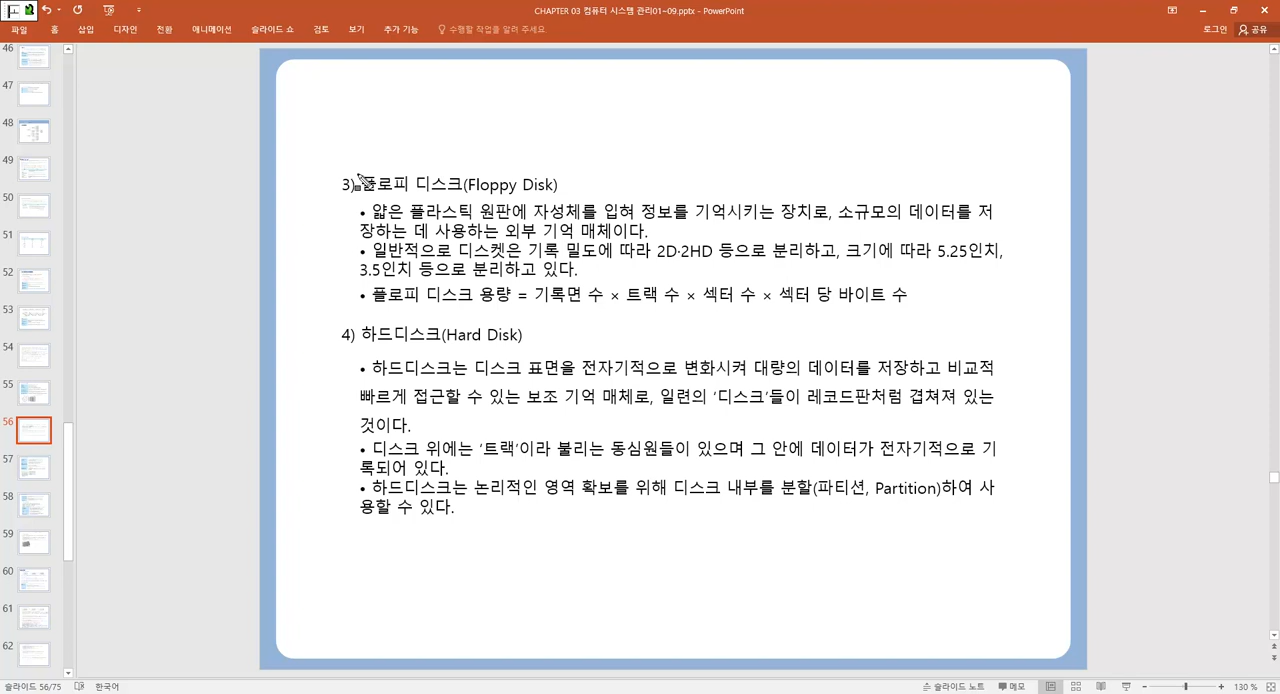 CHAPTER 03 컴퓨터 시스템 관리01~09.pptx - PowerPoint
파일 홈 삽입 디자인 전환 애니메이션 슬라이드 쇼 검토 보기 추가 기능 수행할 작업을 알려 주세요. 로그인 공유
46
47
48
49
50
51
52
53
54
55
56
57
58
59
60
61
62
3) 플로피 디스크(Floppy Disk)
• 얇은 플라스틱 원판에 자성체를 입혀 정보를 기억시키는 장치로, 소규모의 데이터를 저
장하는 데 사용하는 외부 기억 매체이다.
• 일반적으로 디스켓은 기록 밀도에 따라 2D·2HD 등으로 분리하고, 크기에 따라 5.25인치,
3.5인치 등으로 분리하고 있다.
• 플로피 디스크 용량 = 기록면 수 × 트랙 수 × 섹터 수 × 섹터 당 바이트 수
4) 하드디스크(Hard Disk)
• 하드디스크는 디스크 표면을 전자기적으로 변화시켜 대량의 데이터를 저장하고 비교적
빠르게 접근할 수 있는 보조 기억 매체로, 일련의 ‘디스크’들이 레코드판처럼 겹쳐져 있는
것이다.
• 디스크 위에는 ‘트랙’이라 불리는 동심원들이 있으며 그 안에 데이터가 전자기적으로 기
록되어 있다.
• 하드디스크는 논리적인 영역 확보를 위해 디스크 내부를 분할(파티션, Partition)하여 사
용할 수 있다.
슬라이드 56/75 한국어 슬라이드 노트 메모 130 %